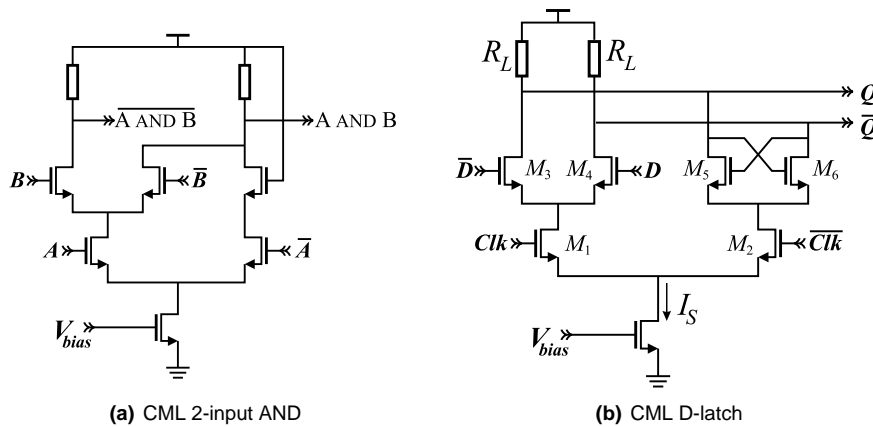 R_L R_L
Q
A AND B A AND B
Q
B B D M_3 M_4 D M_5 M_6
A A Clk M_1 M_2 Clk
I_S
V_bias V_bias
(a) CML 2-input AND (b) CML D-latch